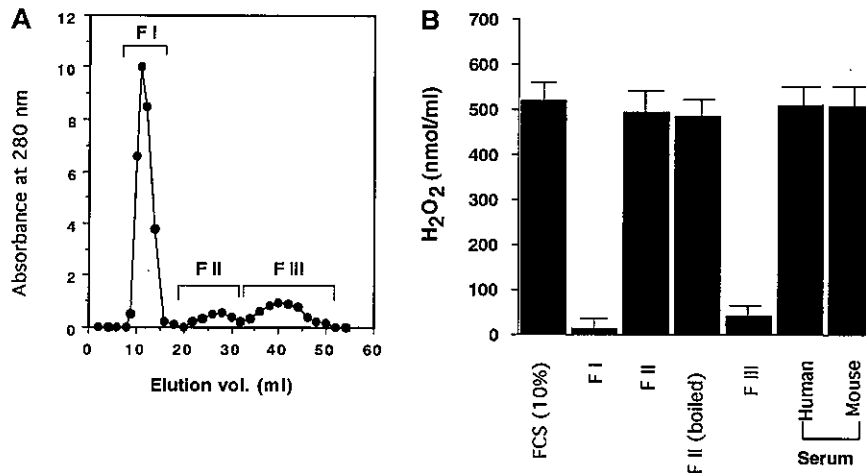 A
F I
12
10
8
6
4
2
0
Absorbance at 280 nm
F II
F III
0
10
20
30
40
50
60
Elution vol. (ml)
B
700
600
500
400
300
200
100
0
H2O2 (nmol/ml)
FCS (10%)
F I
F II
F II (boiled)
F III
Human
Mouse
Serum